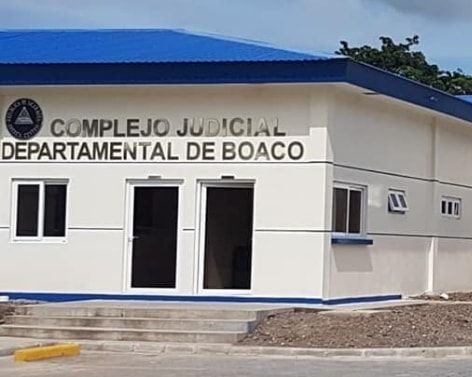 COMPLEJO JUDICIAL
DEPARTAMENTAL DE BOACO